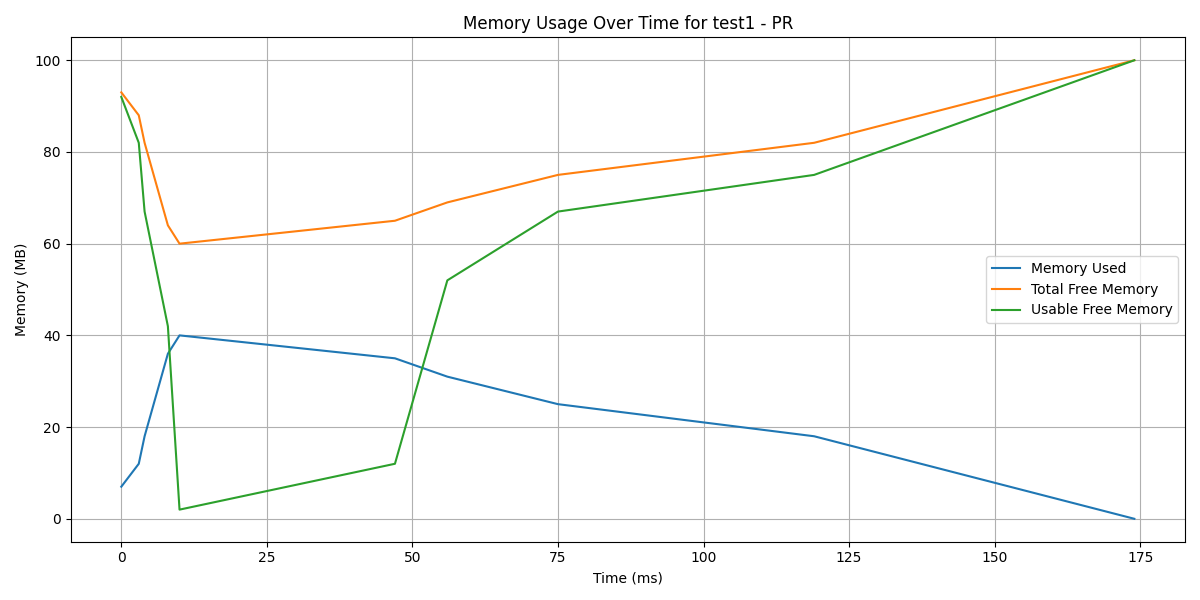 Memory Usage Over Time for test1 - PR
Memory (MB)
100
80
60
40
20
0
Memory Used
Total Free Memory
Usable Free Memory
0 25 50 75 100 125 150 175
Time (ms)